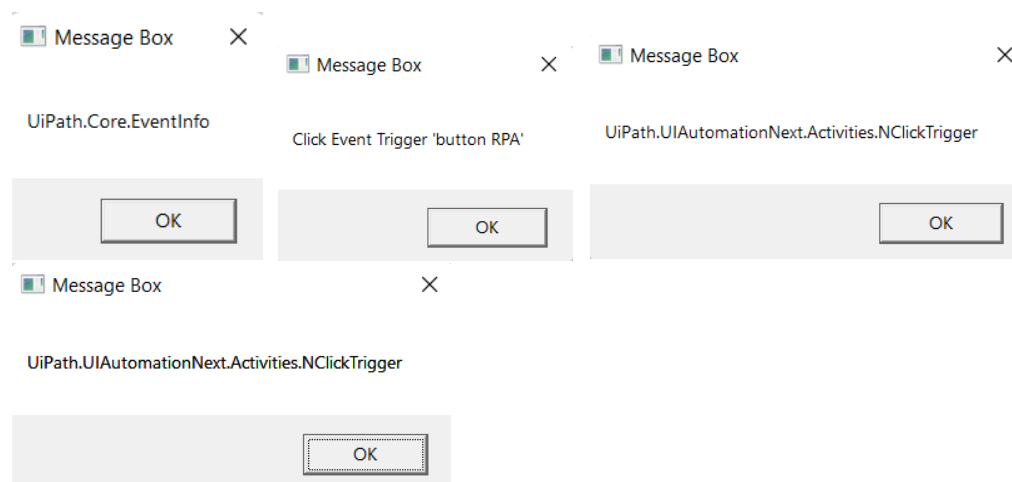 Message Box
UiPath.Core.EventInfo
OK
Message Box
Click Event Trigger 'button RPA'
OK
Message Box
UiPath.UIAutomationNext.Activities.NClickTrigger
OK
Message Box
UiPath.UIAutomationNext.Activities.NClickTrigger
OK